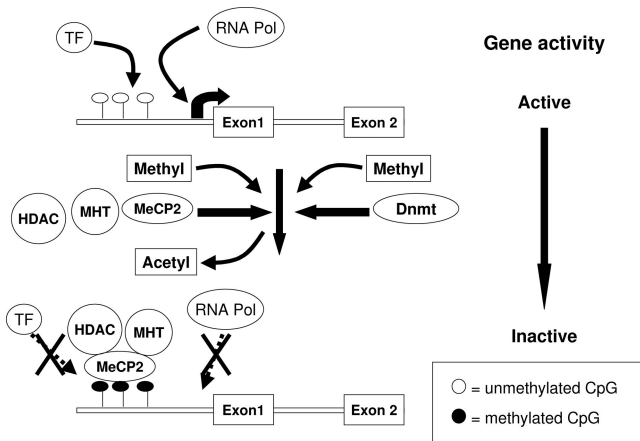 TF
RNA Pol
Gene activity
Active
Exon1
Exon 2
Methyl
Methyl
HDAC
MHT
MeCP2
Dnmt
Acetyl
TF
HDAC
MHT
RNA Pol
Inactive
MeCP2
Exon1
Exon 2
= unmethylated CpG
= methylated CpG